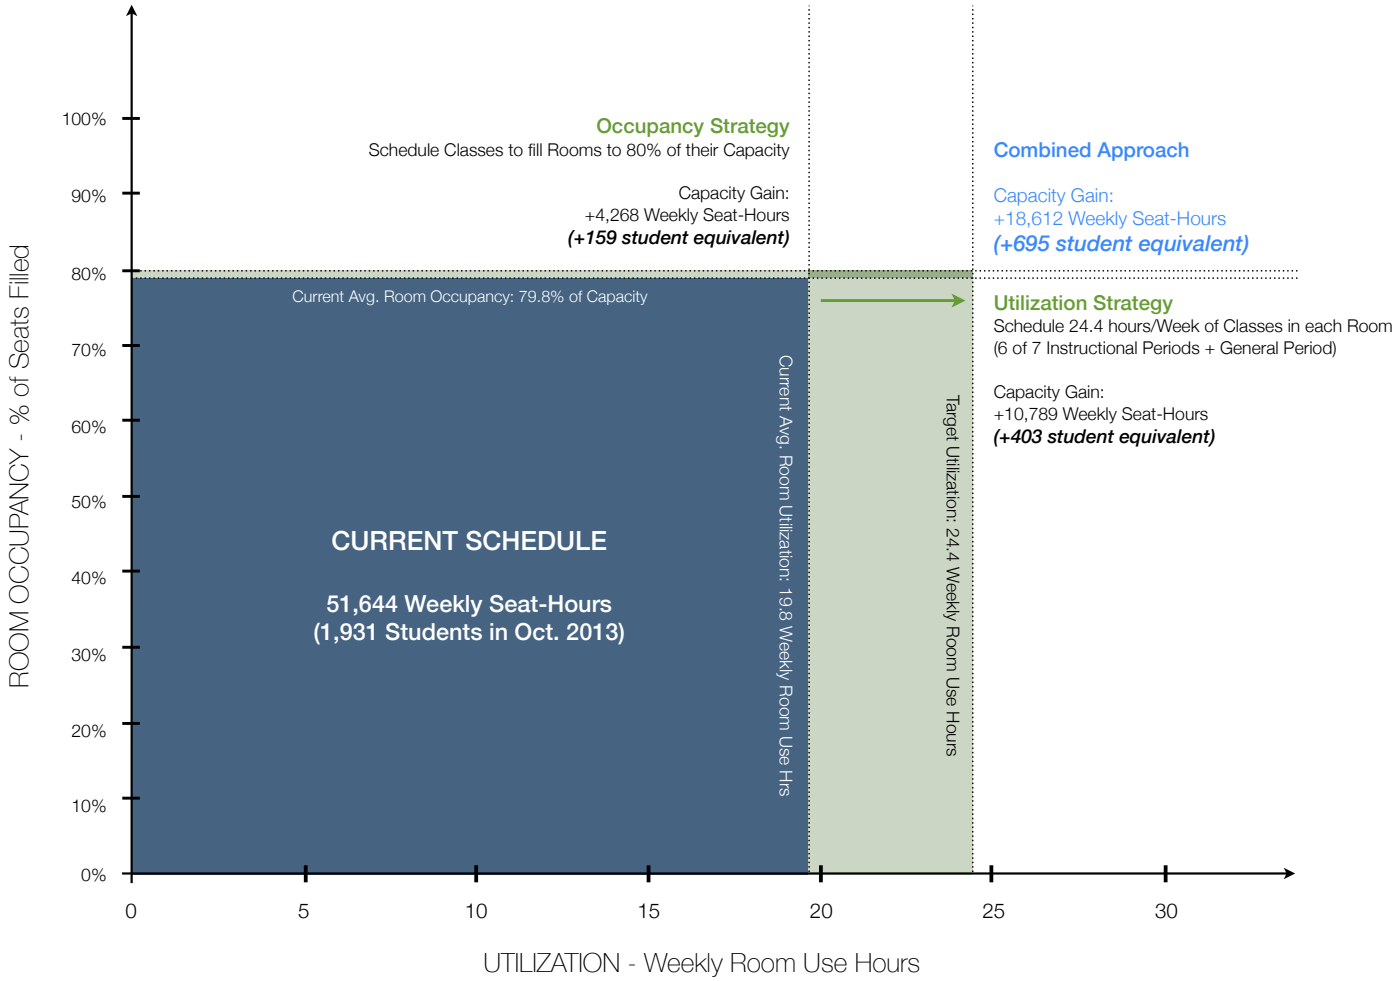 Occupancy Strategy
Schedule Classes to fill Rooms to 80% of their Capacity
Capacity Gain:
+4,268 Weekly Seat-Hours
(+159 student equivalent)
Combined Approach
Capacity Gain:
+18,612 Weekly Seat-Hours
(+695 student equivalent)
Utilization Strategy
Schedule 24.4 hours/Week of Classes in each Room
(6 of 7 Instructional Periods + General Period)
Capacity Gain:
+10,789 Weekly Seat-Hours
(+403 student equivalent)
Current Avg. Room Occupancy: 79.8% of Capacity
Current Avg. Room Utilization: 19.8 Weekly Room Use Hrs
Target Utilization: 24.4 Weekly Room Use Hours
CURRENT SCHEDULE
51,644 Weekly Seat-Hours
(1,931 Students in Oct. 2013)
ROOM OCCUPANCY - % of Seats Filled
100%
90%
80%
70%
60%
50%
40%
30%
20%
10%
0%
0
5
10
15
20
25
30
UTILIZATION - Weekly Room Use Hours